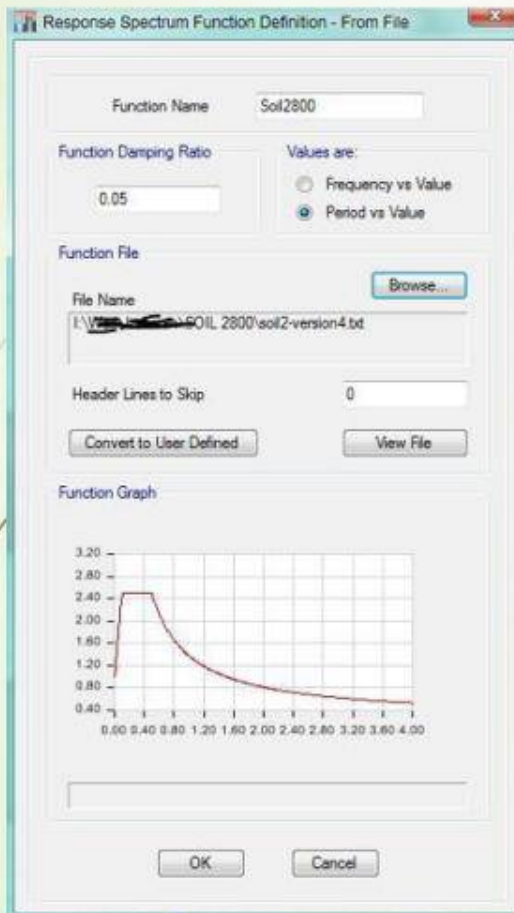 Response Spectrum Function Definition - From File
Function Name
Soil2800
Function Damping Ratio
0.05
Values are:
Frequency vs Value
Period vs Value
Function File
Browse...
File Name
I:\ \SOIL 2800\soil2-version4.txt
Header Lines to Skip
0
Convert to User Defined
View File
Function Graph
3.20
2.80
2.40
2.00
1.60
1.20
0.80
0.40
0.00 0.40 0.80 1.20 1.60 2.00 2.40 2.80 3.20 3.60 4.00
OK
Cancel